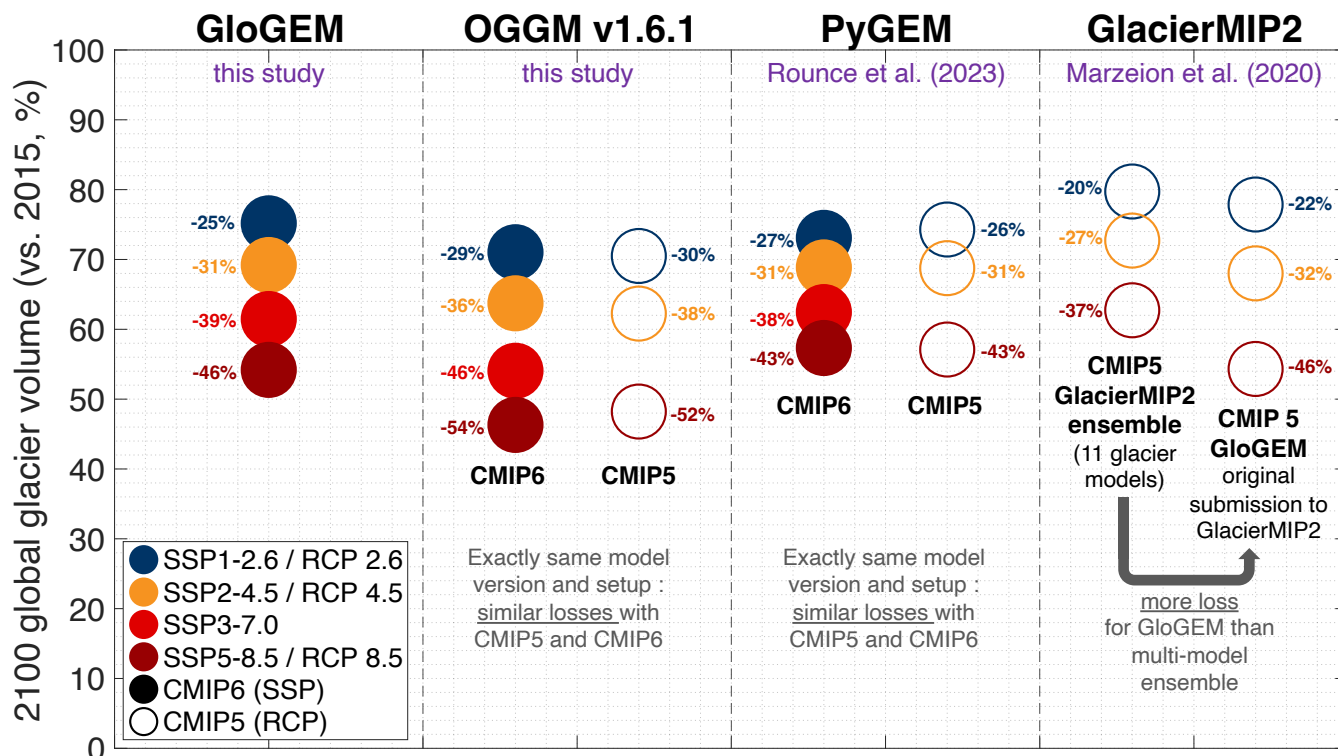 GloGEM
OGGM v1.6.1
PyGEM
GlacierMIP2
this study
this study
Rounce et al. (2023)
Marzeion et al. (2020)
2100 global glacier volume (vs. 2015, %)
100
90
80
70
60
50
40
30
20
10
0
-25%
-31%
-39%
-46%
-29%
-36%
-46%
-54%
CMIP6
-30%
-38%
-52%
CMIP5
Exactly same model
version and setup :
similar losses with
CMIP5 and CMIP6
-27%
-31%
-38%
-43%
CMIP6
-26%
-31%
-43%
CMIP5
Exactly same model
version and setup :
similar losses with
CMIP5 and CMIP6
-20%
-27%
-37%
CMIP5
GlacierMIP2
ensemble
(11 glacier
models)
-22%
-32%
-46%
CMIP 5
GloGEM
original
submission to
GlacierMIP2
more loss
for GloGEM than
multi-model
ensemble
SSP1-2.6 / RCP 2.6
SSP2-4.5 / RCP 4.5
SSP3-7.0
SSP5-8.5 / RCP 8.5
CMIP6 (SSP)
CMIP5 (RCP)